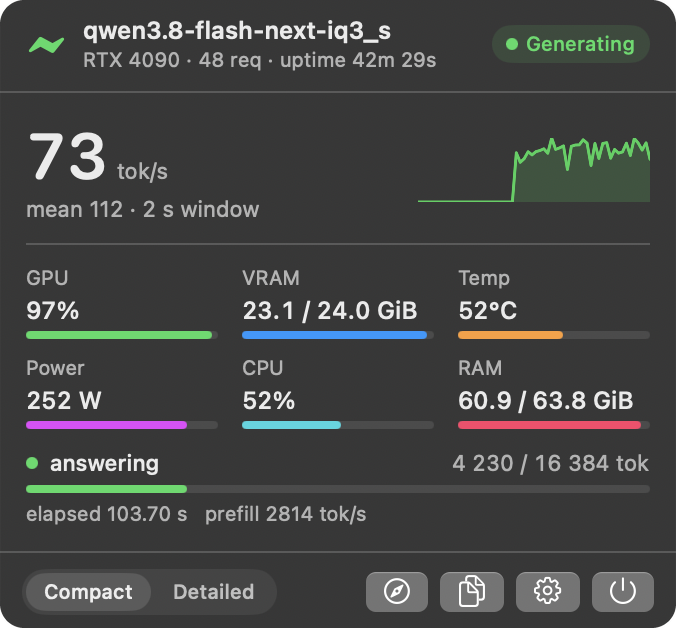 qwen3.8-flash-next-iq3_s
RTX 4090 · 48 req · uptime 42m 29s
Generating
73 tok/s
mean 112 · 2 s window
GPU
97%
VRAM
23.1 / 24.0 GiB
Temp
52°C
Power
252 W
CPU
52%
RAM
60.9 / 63.8 GiB
answering
4 230 / 16 384 tok
elapsed 103.70 s prefill 2814 tok/s
Compact
Detailed